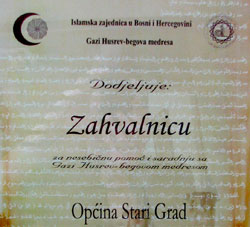 Islamska zajednica u Bosni i Hercegovini
Gazi Husrev-begova medresa
Dodjeljuje:
Zahvalnicu
za nesebičnu pomoć i saradnju sa
Gazi Husrev-begovom medresom
Općina Stari Grad